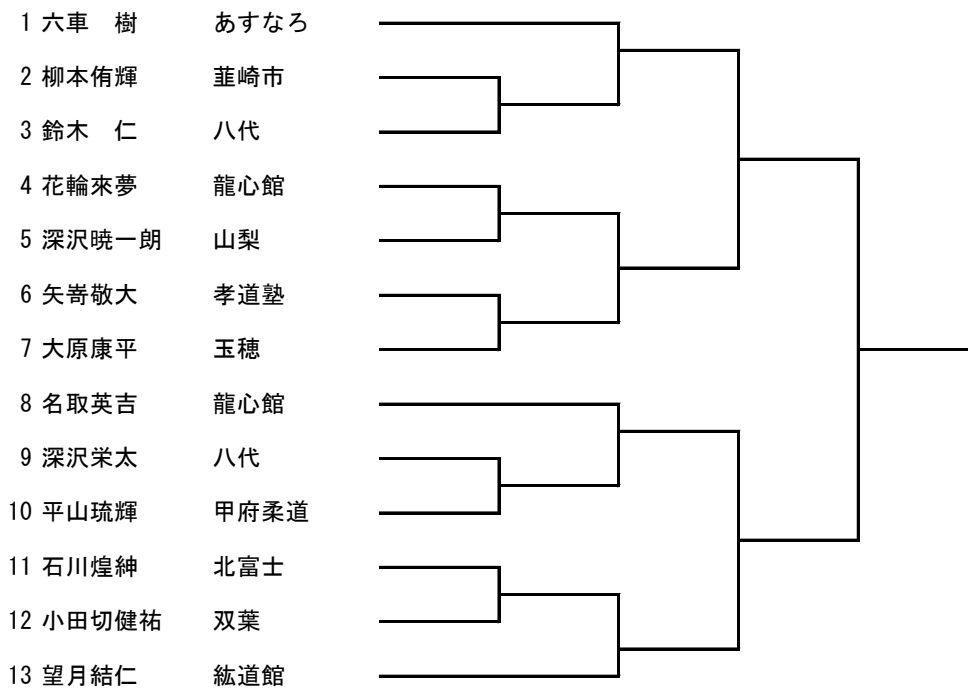 1 六車　樹 あすなろ
2 柳本侑輝 韮崎市
3 鈴木　仁 八代
4 花輪來夢 龍心館
5 深沢暁一朗 山梨
6 矢嵜敬大 孝道塾
7 大原康平 玉穂
8 名取英吉 龍心館
9 深沢栄太 八代
10 平山琉輝 甲府柔道
11 石川煌紳 北富士
12 小田切健祐 双葉
13 望月結仁 紘道館